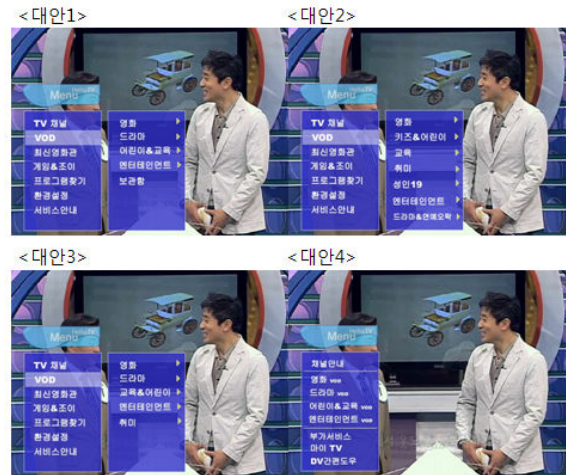 <대안1>
Hello TV
Menu
TV 채널
VOD
최신영화관
게임&조이
프로그램찾기
환경설정
서비스안내
영화
드라마
어린이&교육
엔터테인먼트
보관함
<대안2>
Hello TV
Menu
TV 채널
VOD
최신영화관
게임&조이
프로그램찾기
환경설정
서비스안내
영화
키즈&어린이
교육
취미
성인19
엔터테인먼트
드라마&연예오락
<대안3>
Hello TV
Menu
TV 채널
VOD
최신영화관
게임&조이
프로그램찾기
환경설정
서비스안내
영화
드라마
교육&어린이
엔터테인먼트
취미
<대안4>
Hello TV
Menu
채널안내
영화 VOD
드라마 VOD
어린이&교육 VOD
엔터테인먼트 VOD
부가서비스
마이 TV
DV간편도우